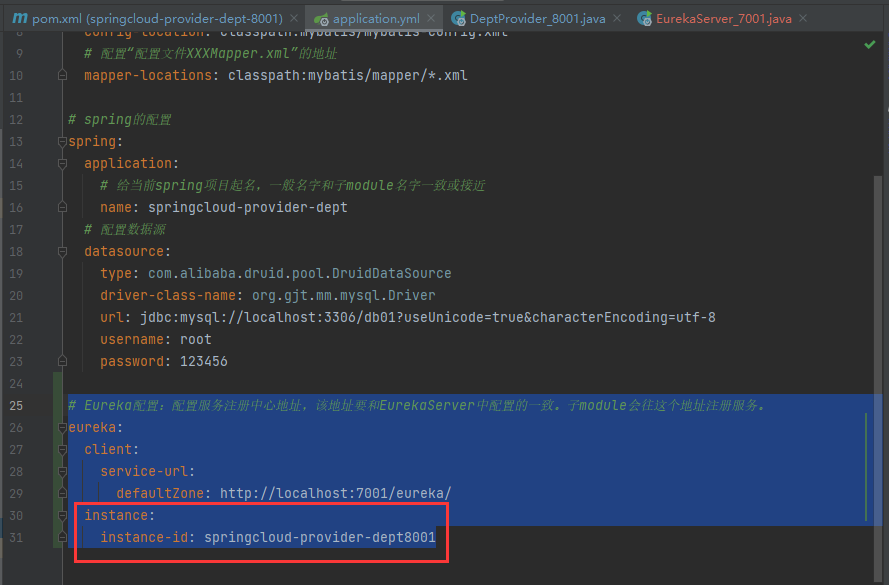 pom.xml (springcloud-provider-dept-8001) × application.yml × DeptProvider_8001.java × EurekaServer_7001.java ×
8 config-location: classpath:mybatis/mybatis-config.xml
9 # 配置“配置文件XXXMapper.xml”的地址
10 mapper-locations: classpath:mybatis/mapper/*.xml
11
12 # spring的配置
13 spring:
14 application:
15 # 给当前spring项目起名，一般名字和子module名字一致或接近
16 name: springcloud-provider-dept
17 # 配置数据源
18 datasource:
19 type: com.alibaba.druid.pool.DruidDataSource
20 driver-class-name: org.gjt.mm.mysql.Driver
21 url: jdbc:mysql://localhost:3306/db01?useUnicode=true&characterEncoding=utf-8
22 username: root
23 password: 123456
24
25 # Eureka配置：配置服务注册中心地址，该地址要和EurekaServer中配置的一致。子module会往这个地址注册服务。
26 eureka:
27 client:
28 service-url:
29 defaultZone: http://localhost:7001/eureka/
30 instance:
31 instance-id: springcloud-provider-dept8001